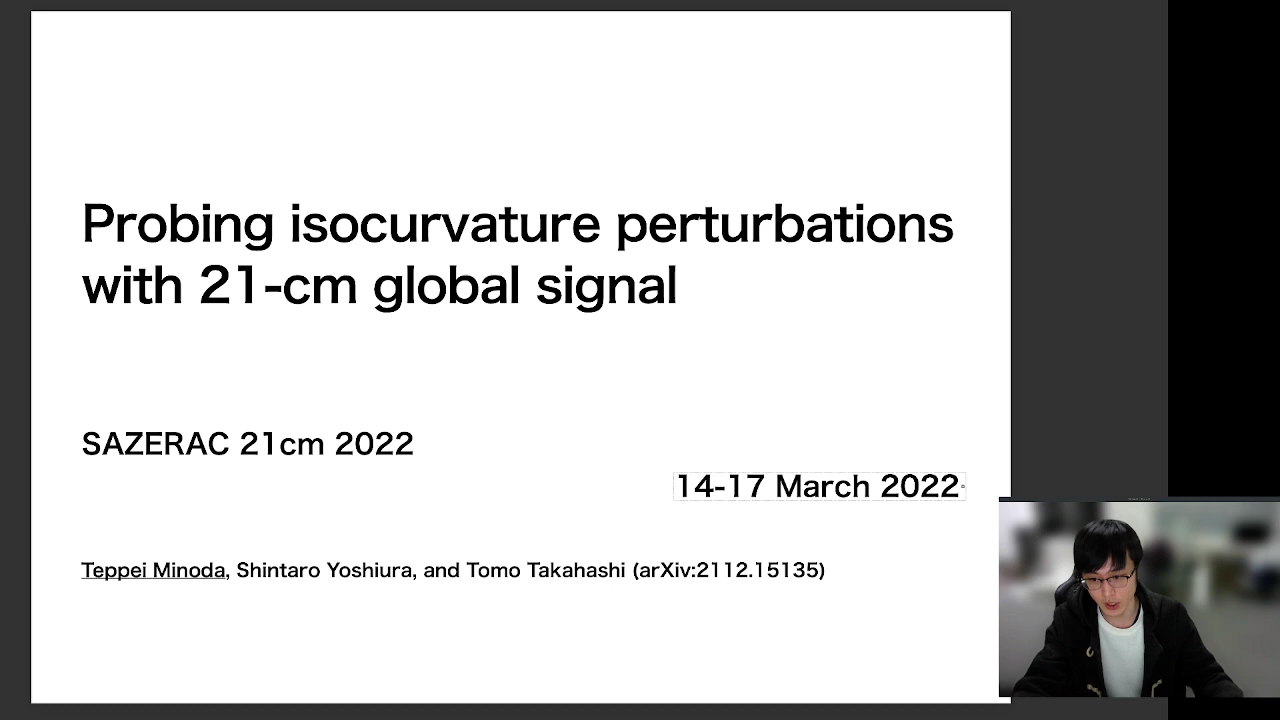 Probing isocurvature perturbations
with 21-cm global signal
SAZERAC 21cm 2022
14-17 March 2022
Teppei Minoda, Shintaro Yoshiura, and Tomo Takahashi (arXiv:2112.15135)